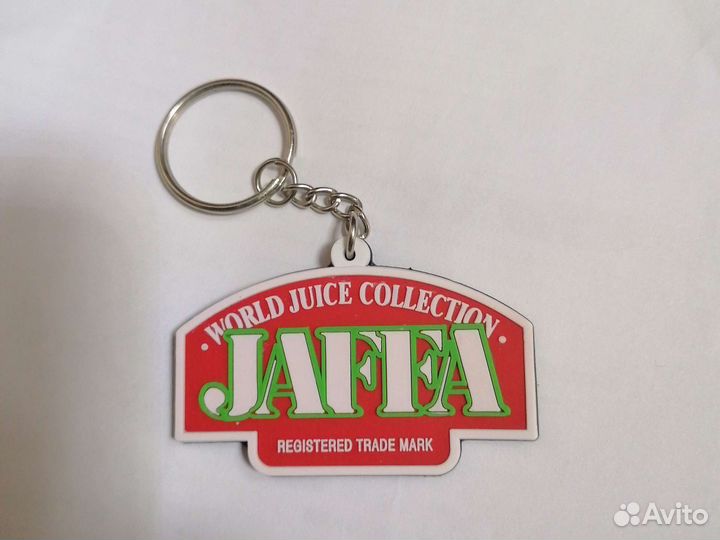 · WORLD JUICE COLLECTION ·
JAFFA
REGISTERED TRADE MARK
Avito